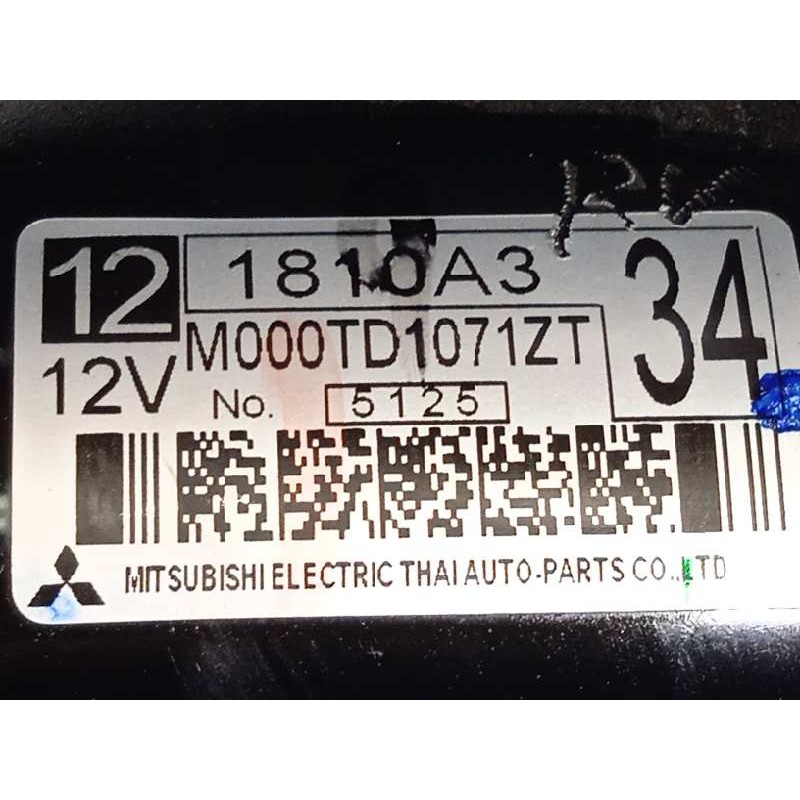 12 1810A3 34
12V M000TD1071ZT
No. 5125
MITSUBISHI ELECTRIC THAI AUTO-PARTS CO.,LTD